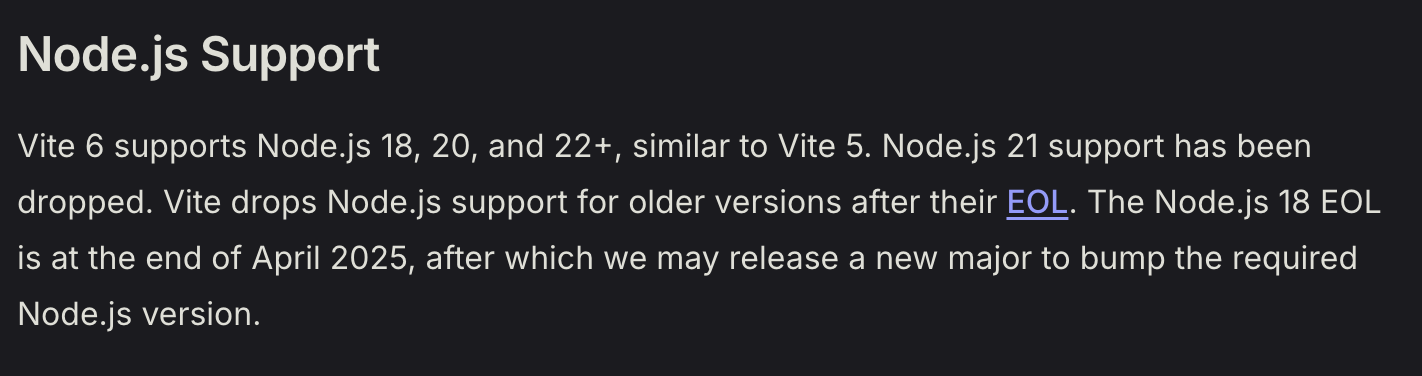 Node.js Support
Vite 6 supports Node.js 18, 20, and 22+, similar to Vite 5. Node.js 21 support has been
dropped. Vite drops Node.js support for older versions after their EOL. The Node.js 18 EOL
is at the end of April 2025, after which we may release a new major to bump the required
Node.js version.